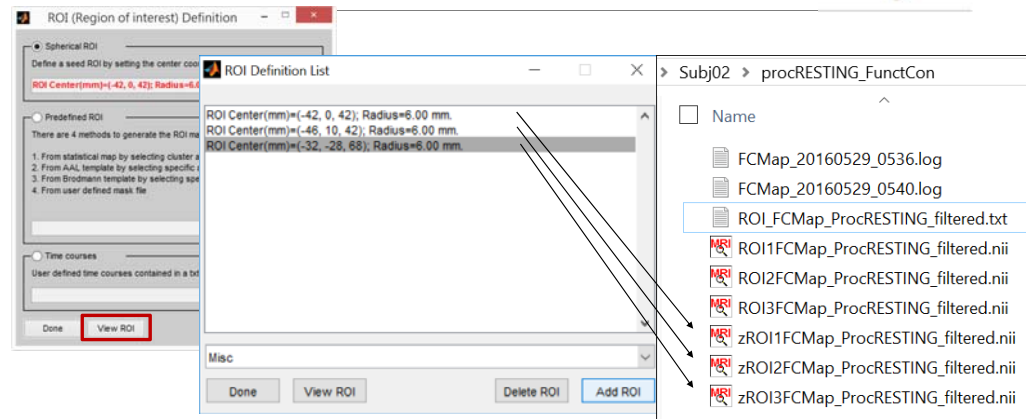 ROI (Region of interest) Definition
Spherical ROI
Define a seed ROI by setting the center coo
ROI Center(mm)=(-42, 0, 42); Radius=6.0
Predefined ROI
There are 4 methods to generate the ROI ma
1. From statistical map by selecting cluster a
2. From AAL template by selecting specific
3. From Brodmann template by selecting spe
4. From user defined mask file
Time courses
User defined time courses contained in a txt
Done
View ROI
ROI Definition List
ROI Center(mm)=(-42, 0, 42); Radius=6.00 mm.
ROI Center(mm)=(-46, 10, 42); Radius=6.00 mm.
ROI Center(mm)=(-32, -28, 68); Radius=6.00 mm.
Misc
Done
View ROI
Delete ROI
Add ROI
> Subj02 > procRESTING_FunctCon
Name
FCMap_20160529_0536.log
FCMap_20160529_0540.log
ROI_FCMap_ProcRESTING_filtered.txt
MRI ROI1FCMap_ProcRESTING_filtered.nii
MRI ROI2FCMap_ProcRESTING_filtered.nii
MRI ROI3FCMap_ProcRESTING_filtered.nii
MRI zROI1FCMap_ProcRESTING_filtered.nii
MRI zROI2FCMap_ProcRESTING_filtered.nii
MRI zROI3FCMap_ProcRESTING_filtered.nii